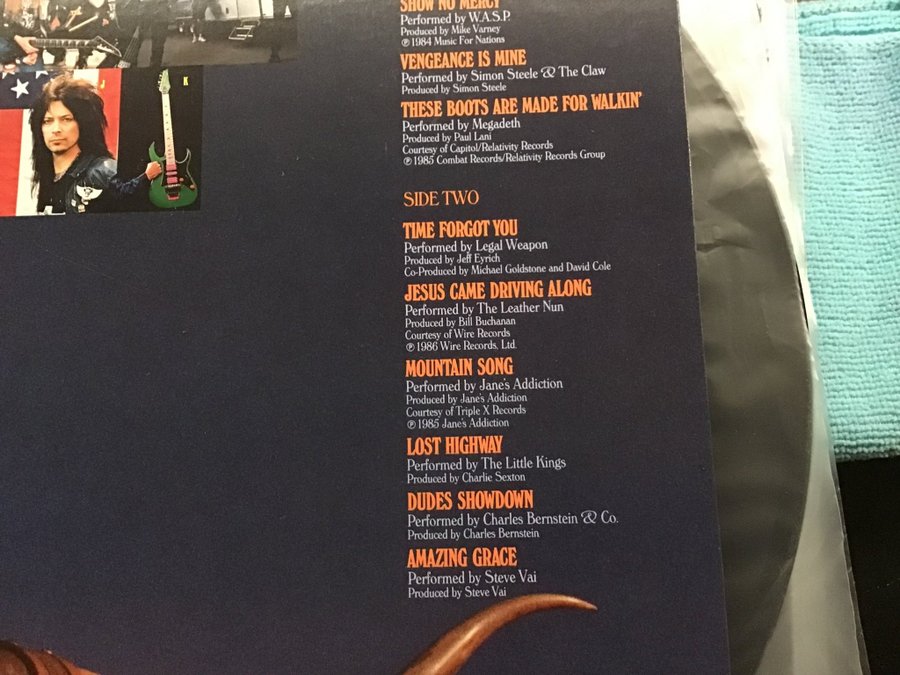 SHOW NO MERCY
Performed by W.A.S.P.
Produced by Mike Varney
℗ 1984 Music For Nations
VENGEANCE IS MINE
Performed by Simon Steele & The Claw
Produced by Simon Steele
THESE BOOTS ARE MADE FOR WALKIN'
Performed by Megadeth
Produced by Paul Lani
Courtesy of Capitol/Relativity Records
℗ 1985 Combat Records/Relativity Records Group
SIDE TWO
TIME FORGOT YOU
Performed by Legal Weapon
Produced by Jeff Eyrich
Co-Produced by Michael Goldstone and David Cole
JESUS CAME DRIVING ALONG
Performed by The Leather Nun
Produced by Bill Buchanan
Courtesy of Wire Records
℗ 1986 Wire Records, Ltd.
MOUNTAIN SONG
Performed by Jane's Addiction
Produced by Jane's Addiction
Courtesy of Triple X Records
℗ 1985 Jane's Addiction
LOST HIGHWAY
Performed by The Little Kings
Produced by Charlie Sexton
DUDES SHOWDOWN
Performed by Charles Bernstein & Co.
Produced by Charles Bernstein
AMAZING GRACE
Performed by Steve Vai
Produced by Steve Vai